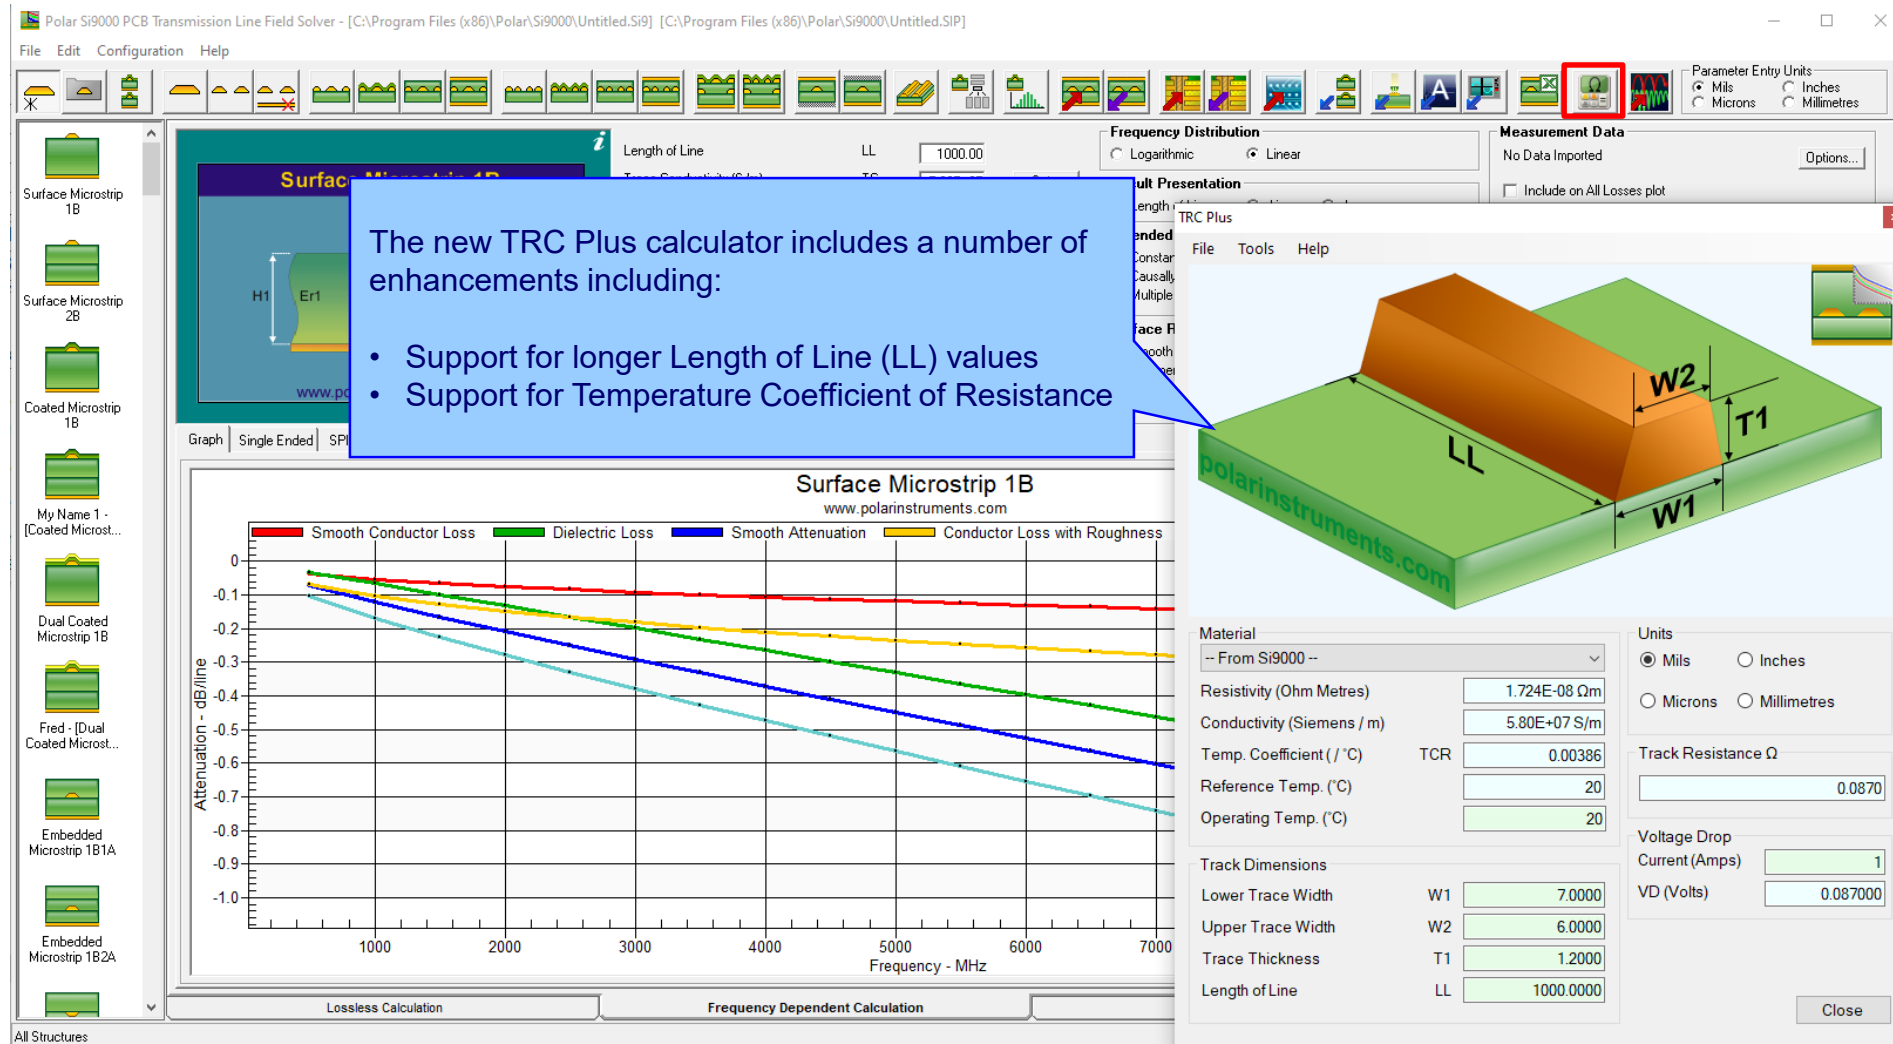 Polar Si9000 PCB Transmission Line Field Solver - [C:\Program Files (x86)\Polar\Si9000\Untitled.Si9]  [C:\Program Files (x86)\Polar\Si9000\Untitled.SIP]
File Edit Configuration Help
Parameter Entry Units
Mils Inches
Microns Millimetres
Surface Microstrip
1B
Surface Microstrip
2B
Coated Microstrip
1B
My Name 1 -
[Coated Microst...
Dual Coated
Microstrip 1B
Fred - [Dual
Coated Microst...
Embedded
Microstrip 1B1A
Embedded
Microstrip 1B2A
All Structures
i
H1 Er1
Length of Line LL 1000.00
Frequency Distribution
Logarithmic Linear
Measurement Data
No Data Imported
Options...
Include on All Losses plot
The new TRC Plus calculator includes a number of
enhancements including:
• Support for longer Length of Line (LL) values
• Support for Temperature Coefficient of Resistance
Graph Single Ended
Surface Microstrip 1B
www.polarinstruments.com
Smooth Conductor Loss Dielectric Loss Smooth Attenuation Conductor Loss with Roughness
Attenuation - dB/line
0
-0.1
-0.2
-0.3
-0.4
-0.5
-0.6
-0.7
-0.8
-0.9
-1.0
1000 2000 3000 4000 5000 6000 7000
Frequency - MHz
Lossless Calculation Frequency Dependent Calculation
TRC Plus
File Tools Help
W2
T1
LL
W1
polarinstruments.com
Material
-- From Si9000 --
Resistivity (Ohm Metres) 1.724E-08 Ωm
Conductivity (Siemens / m) 5.80E+07 S/m
Temp. Coefficient ( / °C) TCR 0.00386
Reference Temp. (°C) 20
Operating Temp. (°C) 20
Track Dimensions
Lower Trace Width W1 7.0000
Upper Trace Width W2 6.0000
Trace Thickness T1 1.2000
Length of Line LL 1000.0000
Units
Mils Inches
Microns Millimetres
Track Resistance Ω
0.0870
Voltage Drop
Current (Amps) 1
VD (Volts) 0.087000
Close